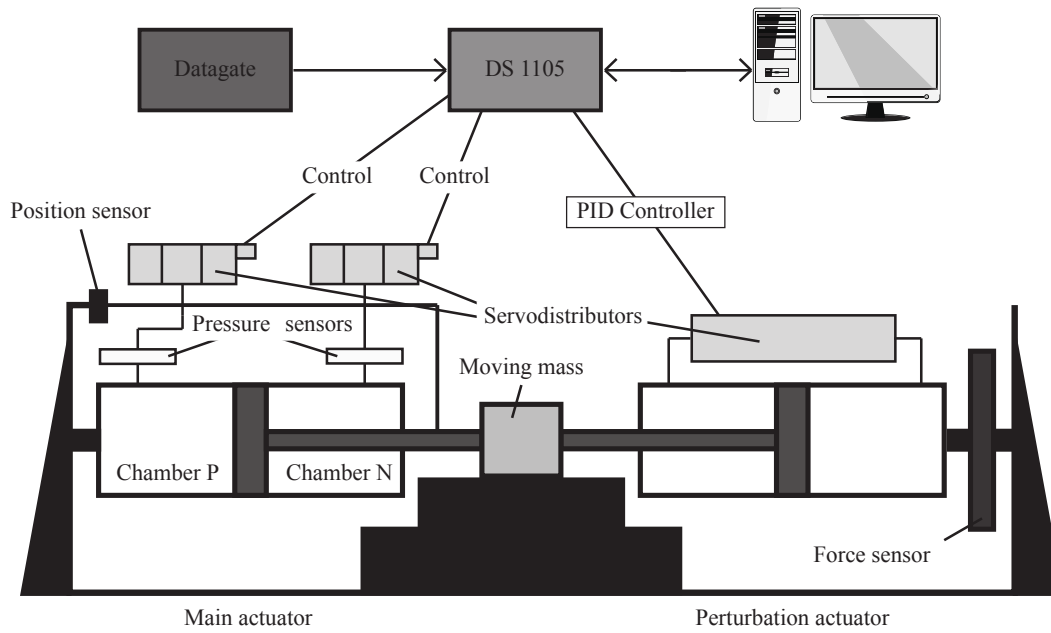 Datagate
DS 1105
Control
Control
PID Controller
Position sensor
Pressure sensors
Servodistributors
Moving mass
Chamber P
Chamber N
Force sensor
Main actuator
Perturbation actuator